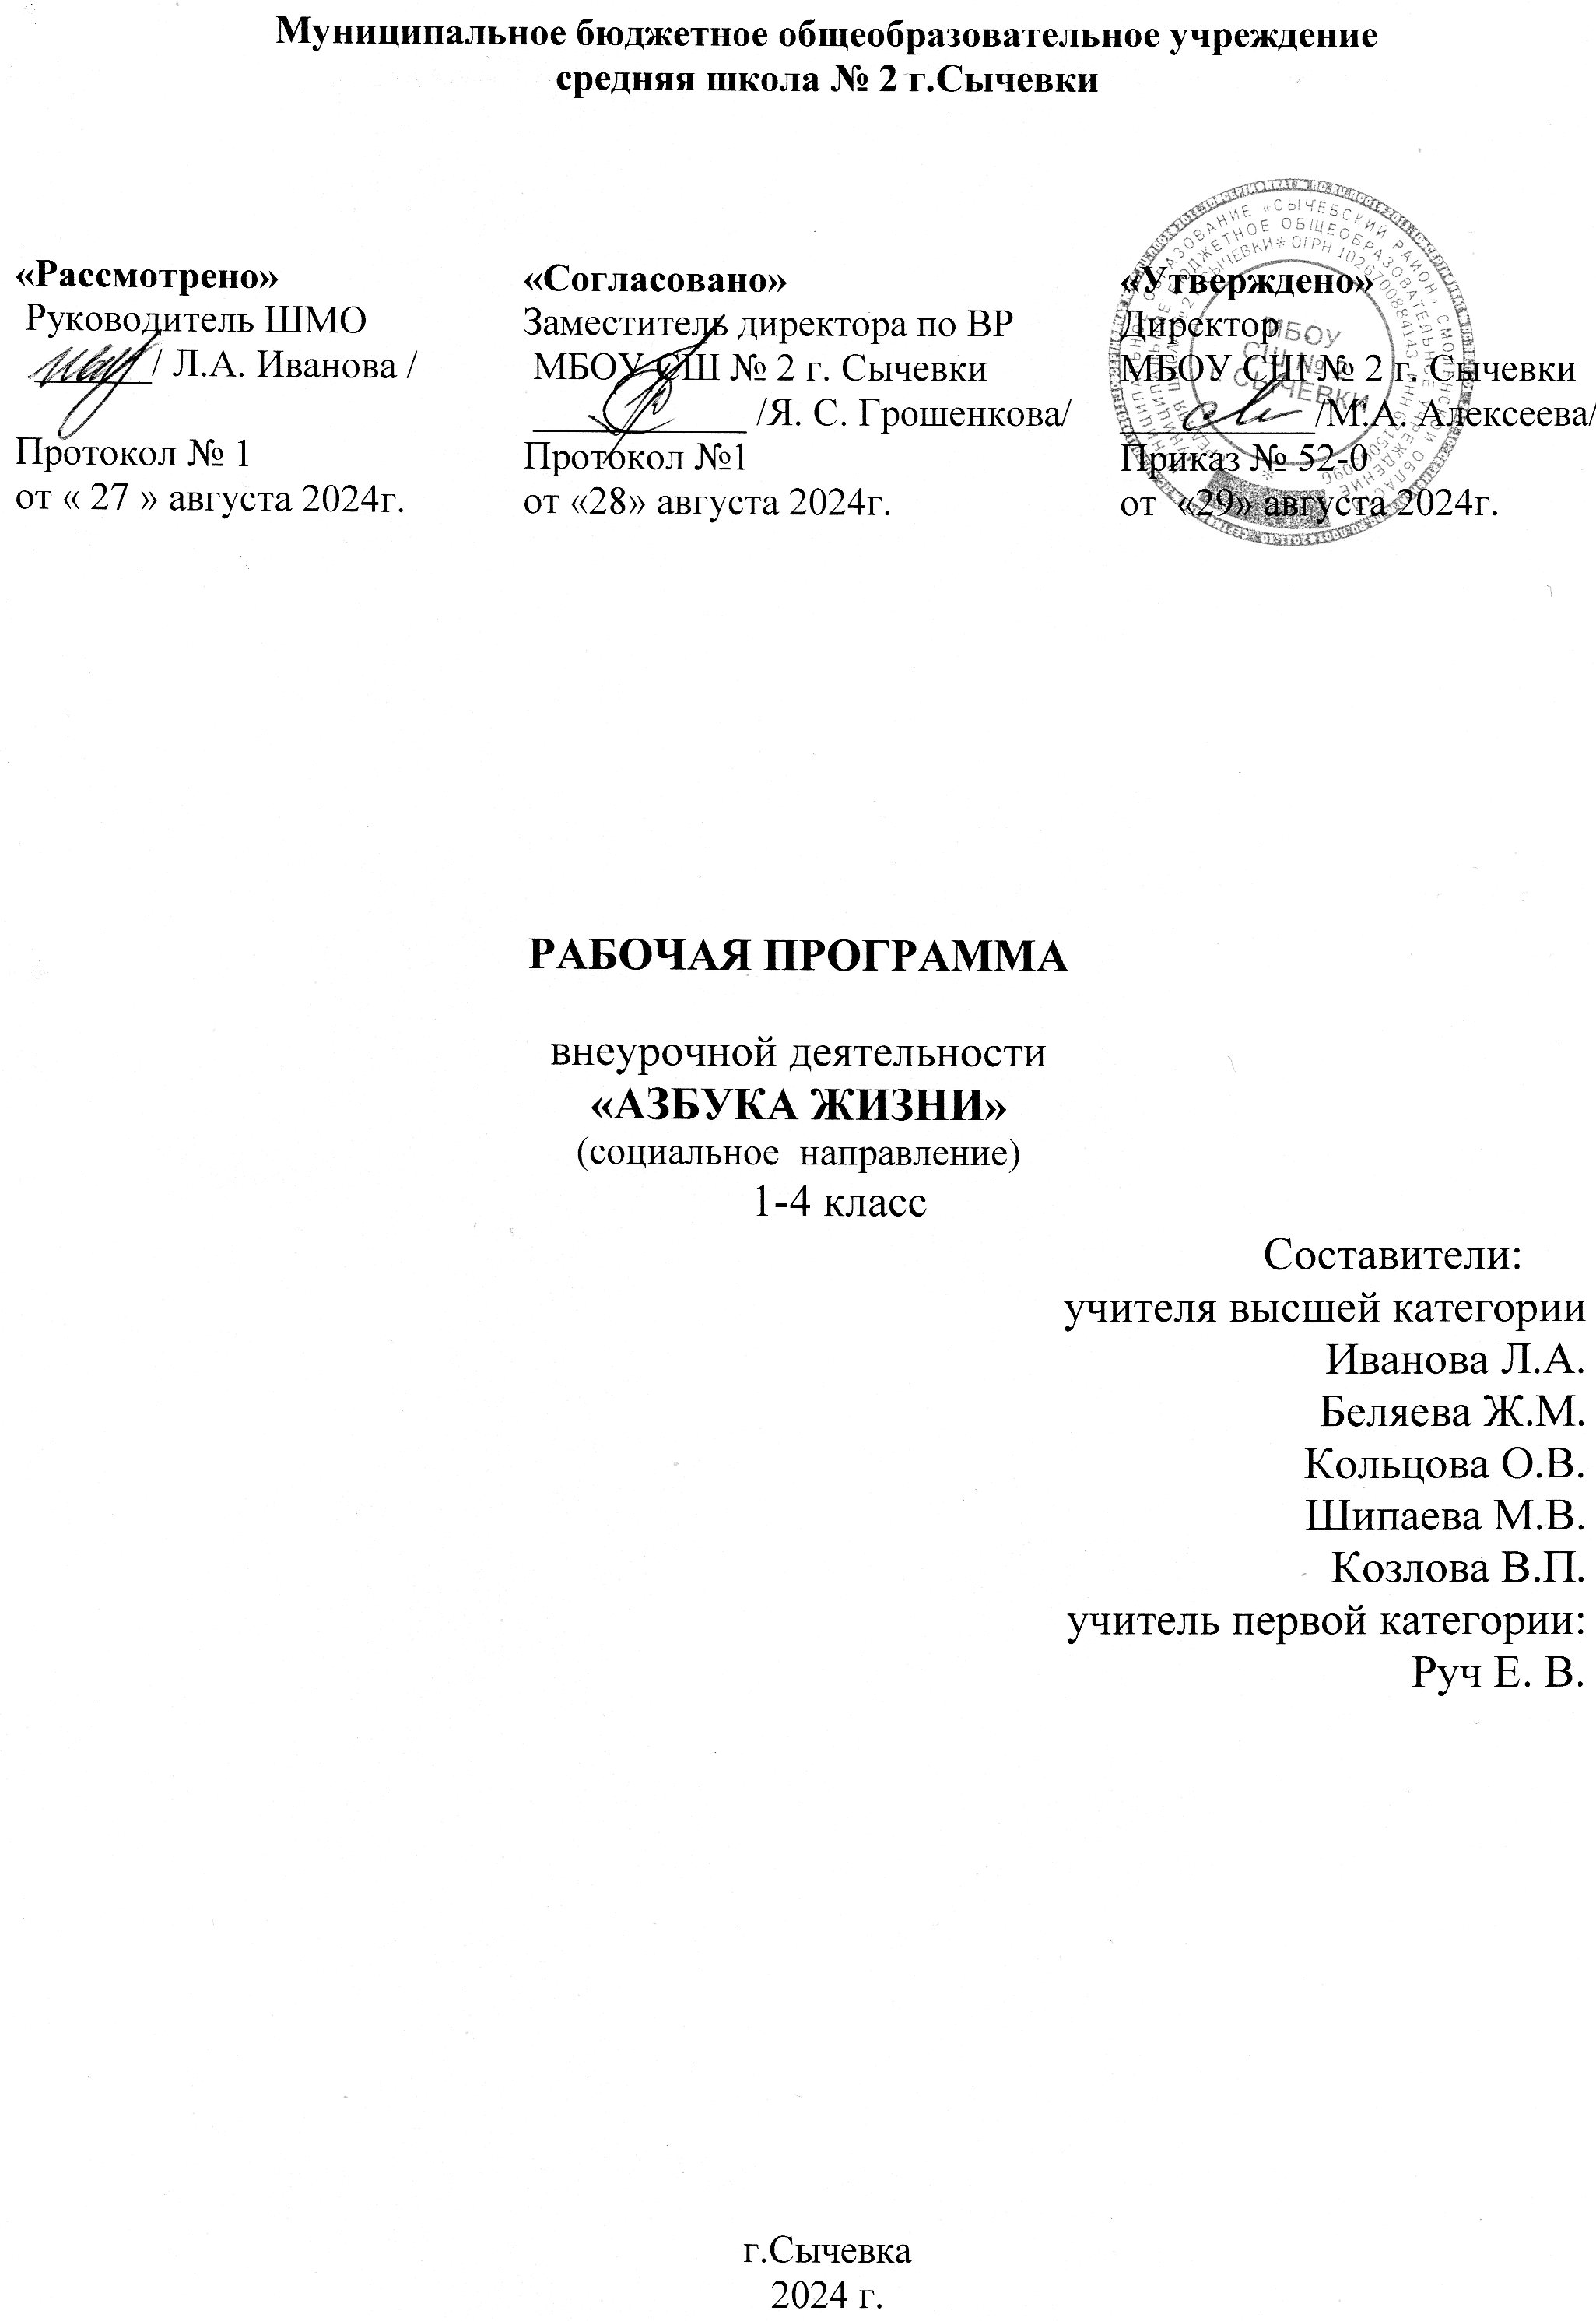 Муниципальное бюджетное общеобразовательное учреждение
средняя школа № 2 г.Сычевки
«Рассмотрено»
Руководитель ШМО
/ Л.А. Иванова /
Протокол № 1
от « 27 » августа 2024г.
«Согласовано»
Заместитель директора по ВР
МБОУ СШ № 2 г. Сычевки
/Я. С. Грошенкова/
Протокол №1
от «28» августа 2024г.
«Утверждено»
Директор
МБОУ СШ № 2 г. Сычевки
/М.А. Алексеева/
Приказ № 52-0
от «29» августа 2024г.
МБОУ
СШ №2
СЫЧЕВКИ
РАБОЧАЯ ПРОГРАММА
внеурочной деятельности
«АЗБУКА ЖИЗНИ»
(социальное направление)
1-4 класс
Составители:
учителя высшей категории
Иванова Л.А.
Беляева Ж.М.
Кольцова О.В.
Шипаева М.В.
Козлова В.П.
учитель первой категории:
Руч Е. В.
г.Сычевка
2024 г.